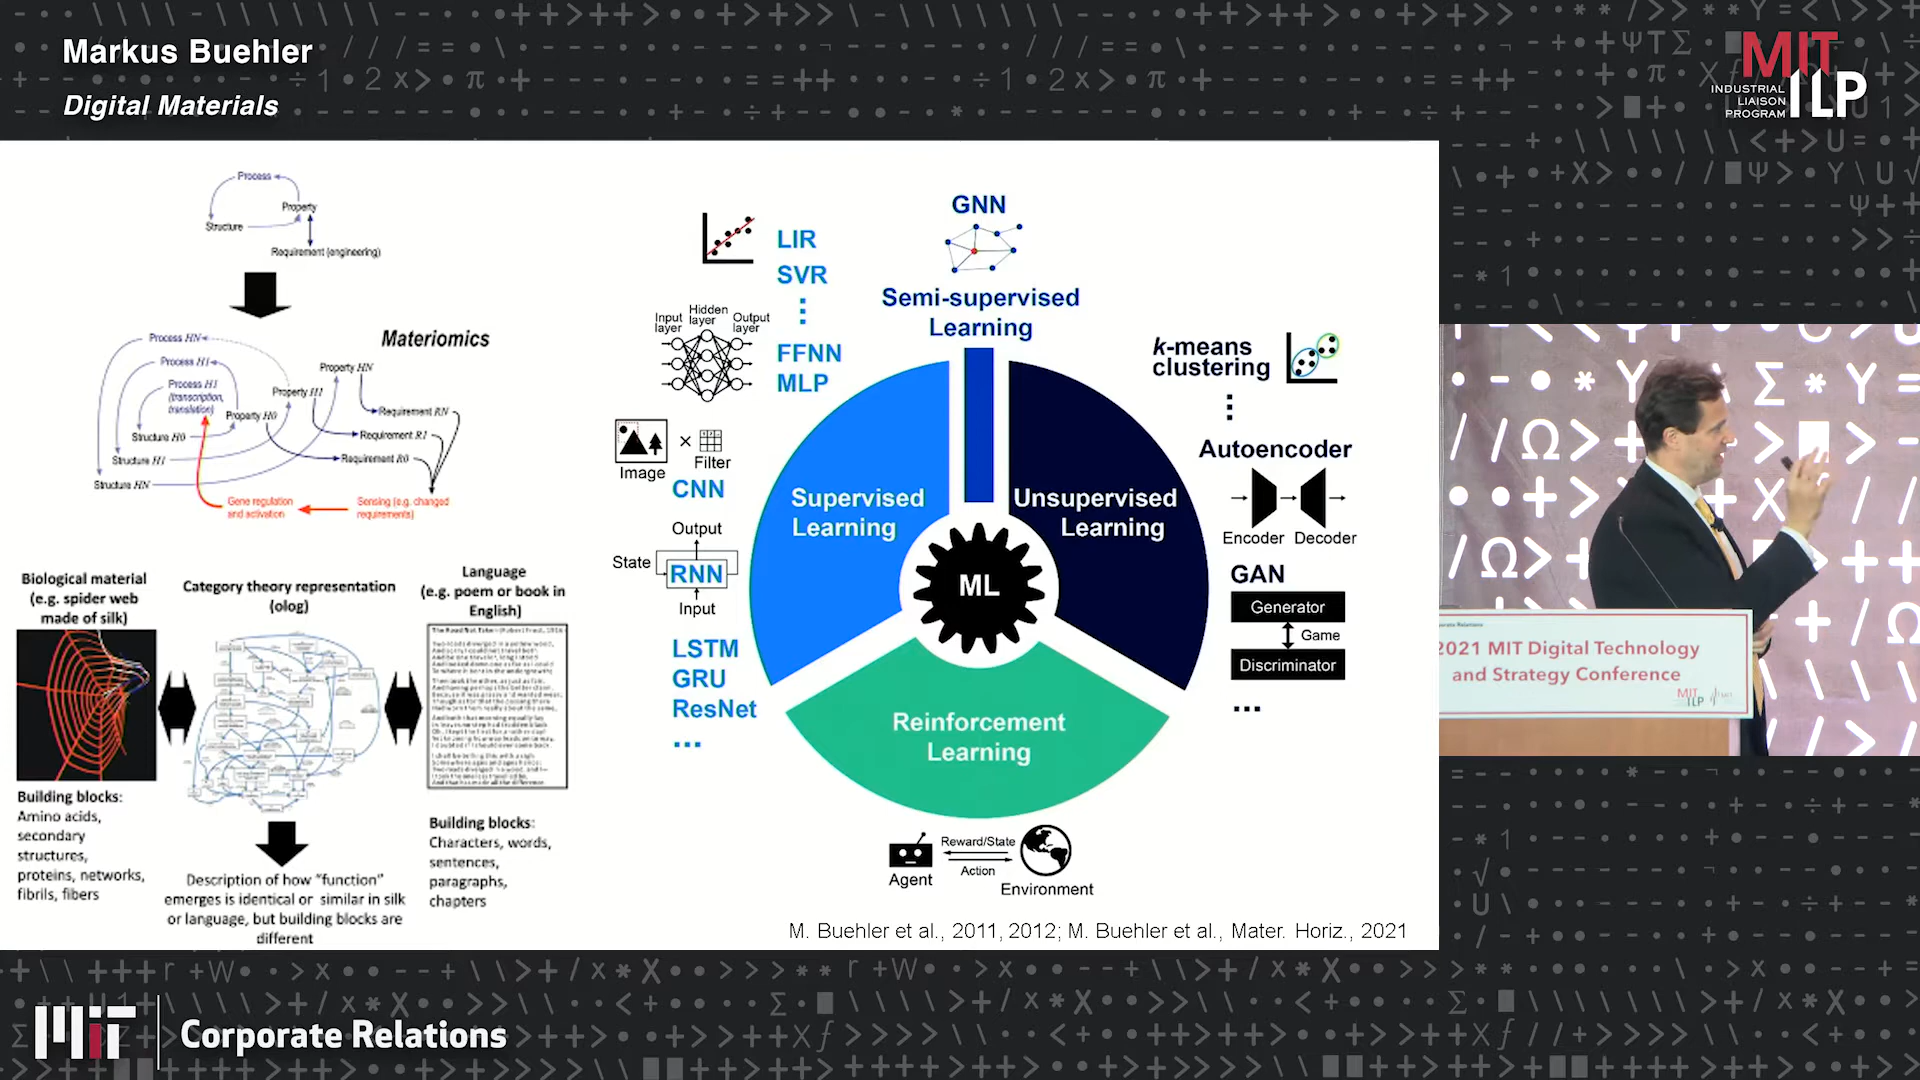 Markus Buehler
Digital Materials
MIT
ILP
INDUSTRIAL
LIAISON
PROGRAM
Process
Property
Structure
Requirement (engineering)
Materiomics
Process HN
Process H1
Process H1
(transcription,
translation)
Property HN
Property H1
Property H0
Requirement RN
Requirement R1
Requirement R0
Structure H0
Structure H1
Structure HN
Gene regulation
and activation
Sensing (e.g. changed
requirements)
Biological material
(e.g. spider web
made of silk)
Category theory representation
(olog)
Language
(e.g. poem or book in
English)
Building blocks:
Amino acids,
secondary
structures,
proteins, networks,
fibrils, fibers
Description of how “function”
emerges is identical or similar in silk
or language, but building blocks are
different
Building blocks:
Characters, words,
sentences,
paragraphs,
chapters
LIR
SVR
Input
layer
Hidden
layer
Output
layer
FFNN
MLP
Image
×
Filter
CNN
Output
State
RNN
Input
LSTM
GRU
ResNet
...
GNN
Semi-supervised
Learning
Supervised
Learning
Unsupervised
Learning
ML
Reinforcement
Learning
Agent
Reward/State
Action
Environment
k-means
clustering
Autoencoder
Encoder Decoder
GAN
Generator
Game
Discriminator
...
M. Buehler et al., 2011, 2012; M. Buehler et al., Mater. Horiz., 2021
2021 MIT Digital Technology
and Strategy Conference
MIT
ILP
MIT
Corporate Relations